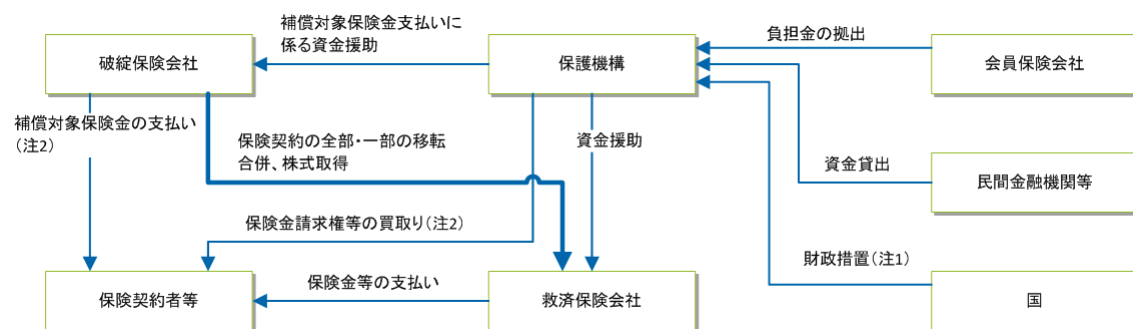 補償対象保険金支払いに
係る資金援助
負担金の拠出
破綻保険会社
保護機構
会員保険会社
補償対象保険金の支払い
(注2)
保険契約の全部・一部の移転
合併、株式取得
資金援助
資金貸出
民間金融機関等
保険金請求権等の買取り(注2)
財政措置(注1)
保険金等の支払い
保険契約者等
救済保険会社
国